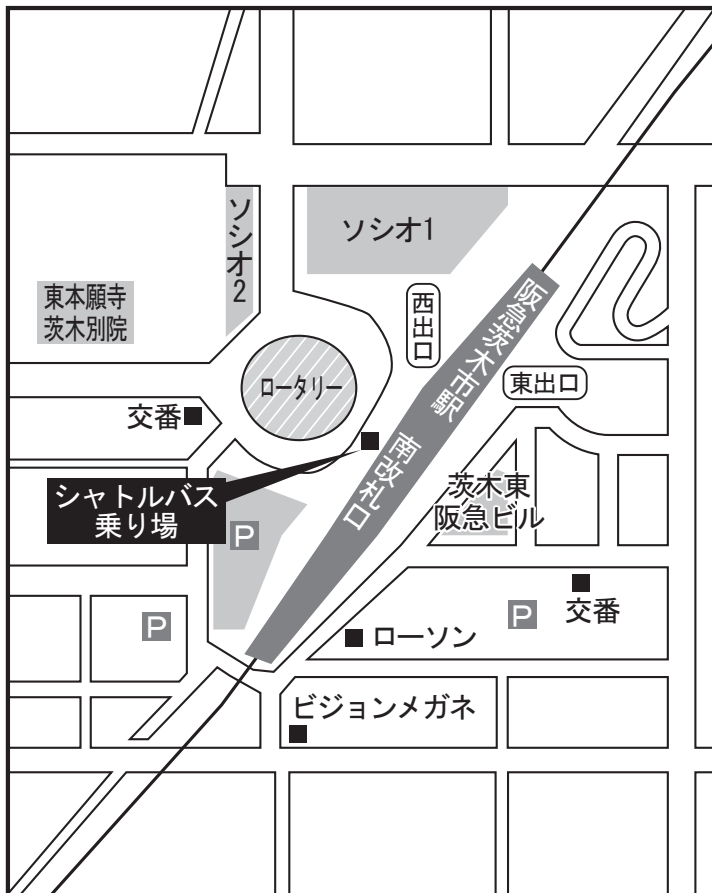 ソシオ1
ソシオ2
東本願寺
茨木別院
西出口
阪急茨木市駅
ロータリー
東出口
交番
南改札口
シャトルバス
乗り場
茨木東
阪急ビル
P
P
P
交番
ローソン
ビジョンメガネ